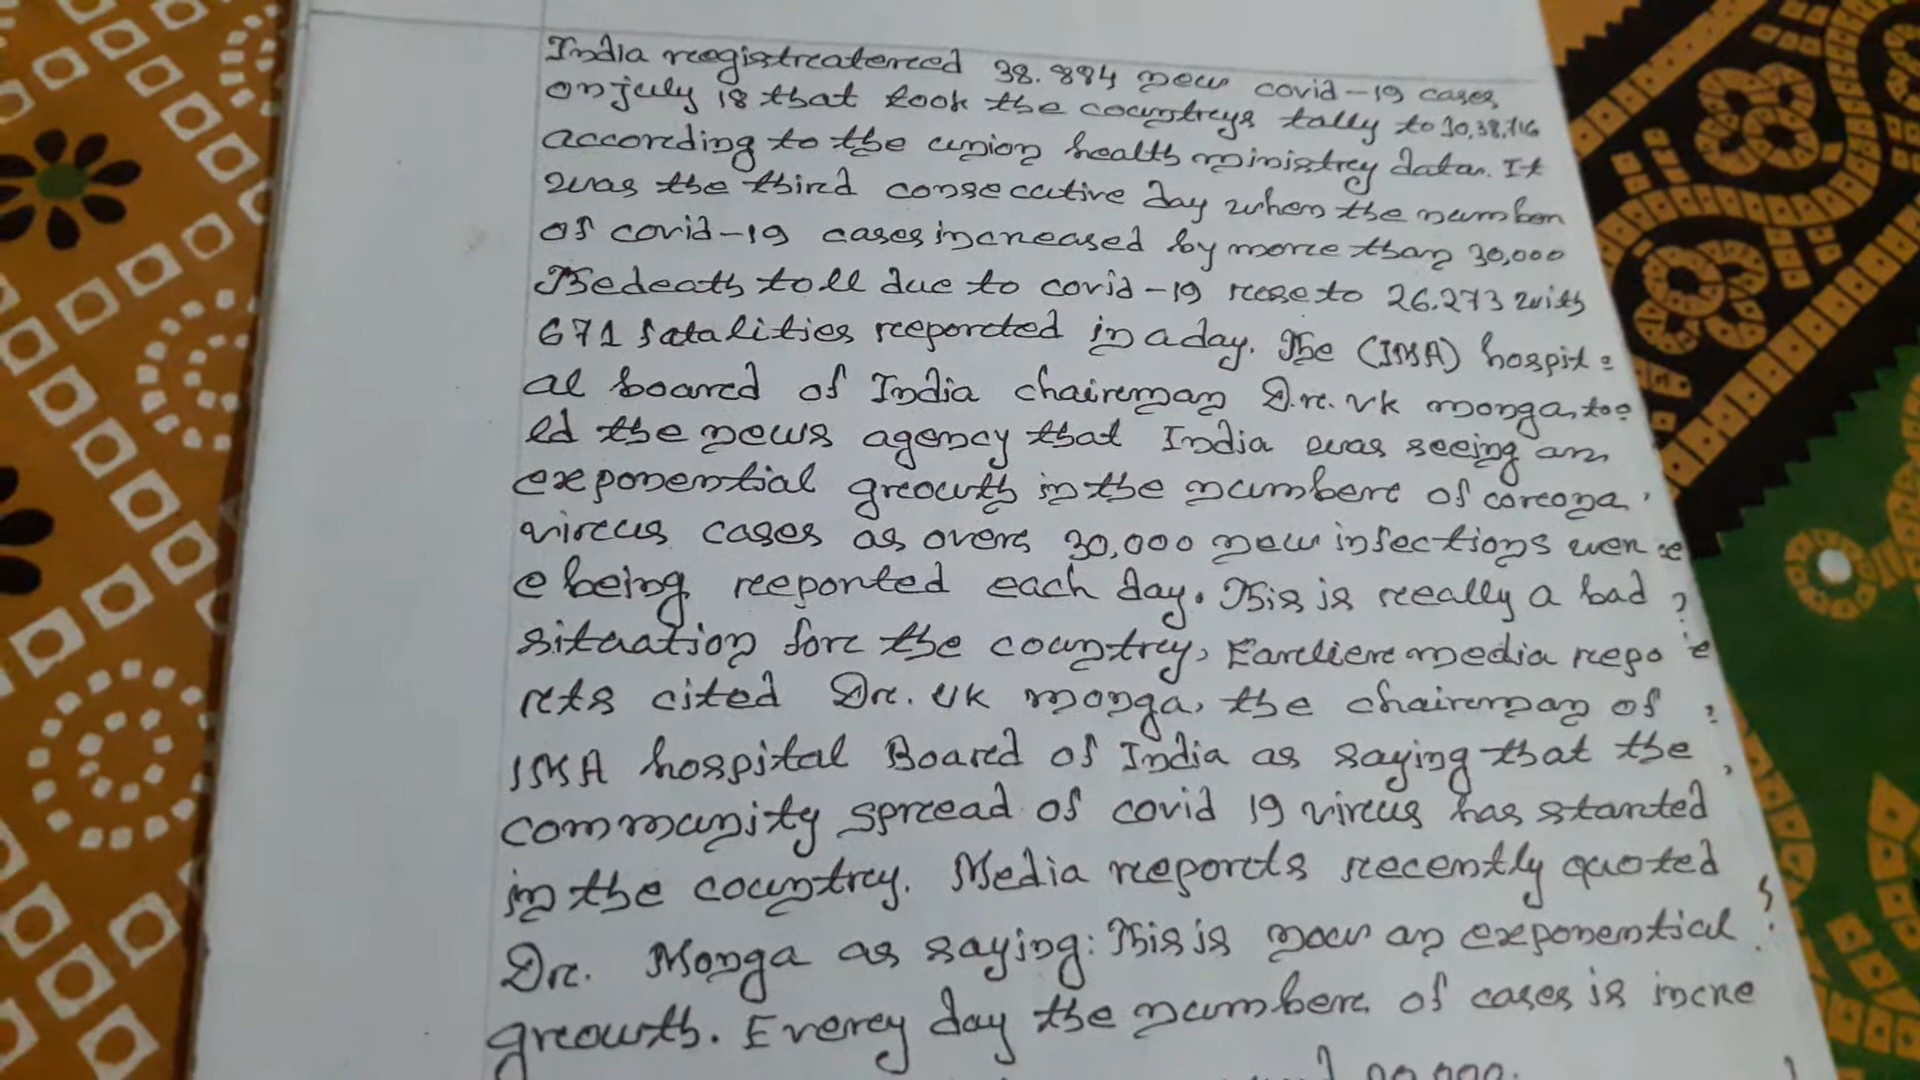 India registratered 38.884 new covid-19 cases
on july 18 that took the countrys tally to 10,38,716
according to the union health ministry data. It
was the third consecutive day when the number
of covid-19 cases increased by more than 30,000
The death toll due to covid-19 rose to 26.273 with
671 fatalities reported in a day. The (IMA) hospit=
al board of India chairman D.r. vk monga, to=
ld the news agency that India was seeing an
exponential growth in the number of corona
virus cases as over 30,000 new infections wer
e being reported each day. This is really a bad
situation for the country, Earlier media repo
rts cited Dr. VK monga, the chairman of
IMA hospital Board of India as saying that the
community spread of covid 19 virus has started
in the country. Media reports recently quoted
Dr. Monga as saying: This is now an exponential
growth. Every day the number of cases is incre